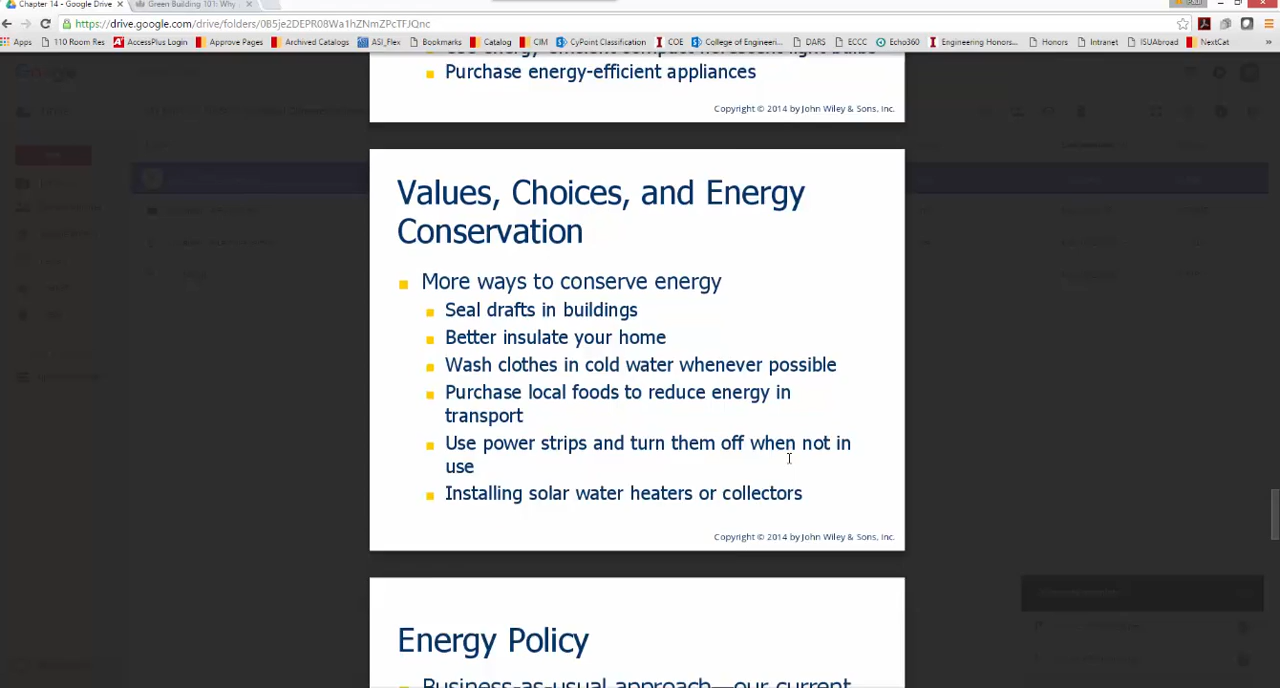 Chapter 14 - Google Drive
Green Building 101: Why
https://drive.google.com/drive/folders/0B5je2DEPR08Wa1hZNmZPcTFJQnc
Apps 110 Room Res AccessPlus Login Approve Pages Archived Catalogs ASI_Flex Bookmarks Catalog CIM CyPoint Classification COE College of Engineeri... DARS ECCC Echo360 Engineering Honors... Honors Intranet ISUAbroad NextCat »
Purchase energy-efficient appliances
Copyright © 2014 by John Wiley & Sons, Inc.
Values, Choices, and Energy
Conservation
More ways to conserve energy
Seal drafts in buildings
Better insulate your home
Wash clothes in cold water whenever possible
Purchase local foods to reduce energy in
transport
Use power strips and turn them off when not in
use
Installing solar water heaters or collectors
Copyright © 2014 by John Wiley & Sons, Inc.
Energy Policy
Business-as-usual approach—our current